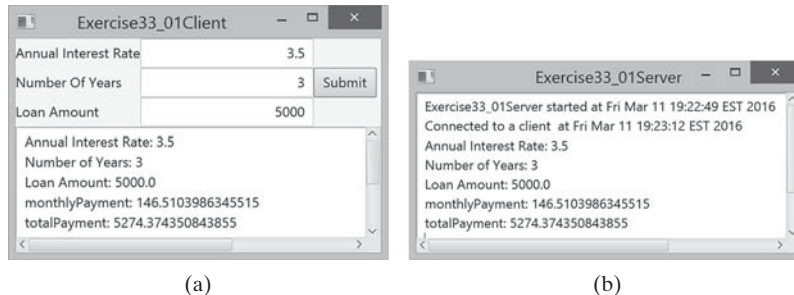 Exercise33_01Client
Annual Interest Rate 3.5
Number Of Years 3 Submit
Loan Amount 5000
Annual Interest Rate: 3.5
Number of Years: 3
Loan Amount: 5000.0
monthlyPayment: 146.5103986345515
totalPayment: 5274.374350843855
(a)
Exercise33_01Server
Exercise33_01Server started at Fri Mar 11 19:22:49 EST 2016
Connected to a client at Fri Mar 11 19:23:12 EST 2016
Annual Interest Rate: 3.5
Number of Years: 3
Loan Amount: 5000.0
monthlyPayment: 146.5103986345515
totalPayment: 5274.374350843855
(b)